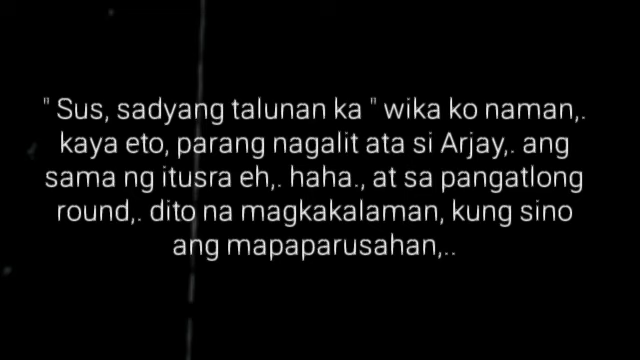 " Sus, sadyang talunan ka " wika ko naman,.
kaya eto, parang nagalit ata si Arjay,. ang
sama ng itusra eh,. haha., at sa pangatlong
round,. dito na magkakalaman, kung sino
ang mapaparusahan,..